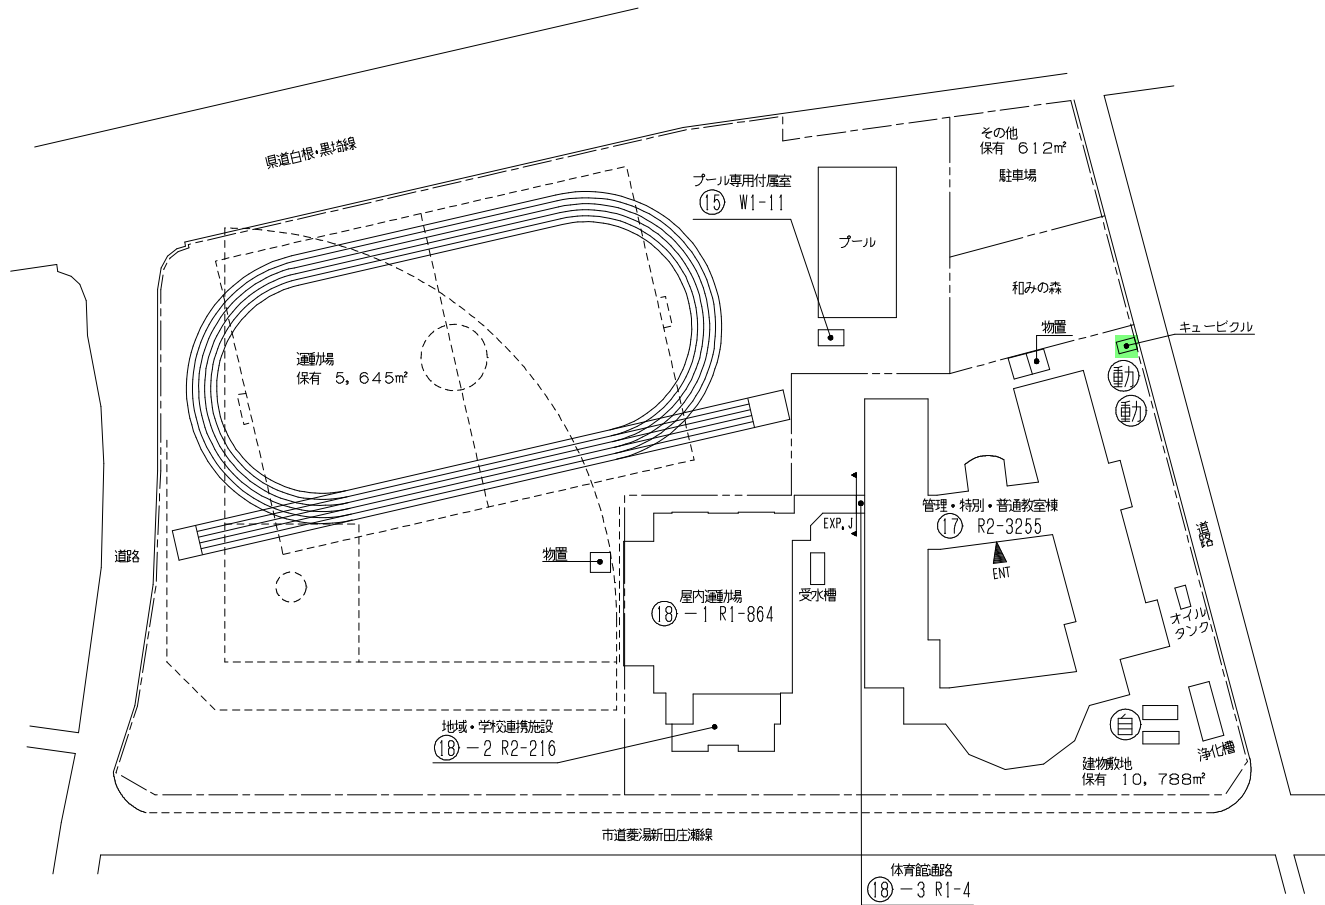 県道白根・黒埼線
その他
保有 612㎡
駐車場
プール専用付属室
⑮ W1-11
プール
和みの森
物置
キュービクル
動
動
運動場
保有 5,645㎡
道路
物置
EXP.J
管理・特別・普通教室棟
⑰ R2-3255
ENT
道路
屋内運動場
⑱-1 R1-864
受水槽
オイル
タンク
地域・学校連携施設
⑱-2 R2-216
自
浄化槽
建物敷地
保有 10,788㎡
市道菱潟新田庄瀬線
体育館通路
⑱-3 R1-4